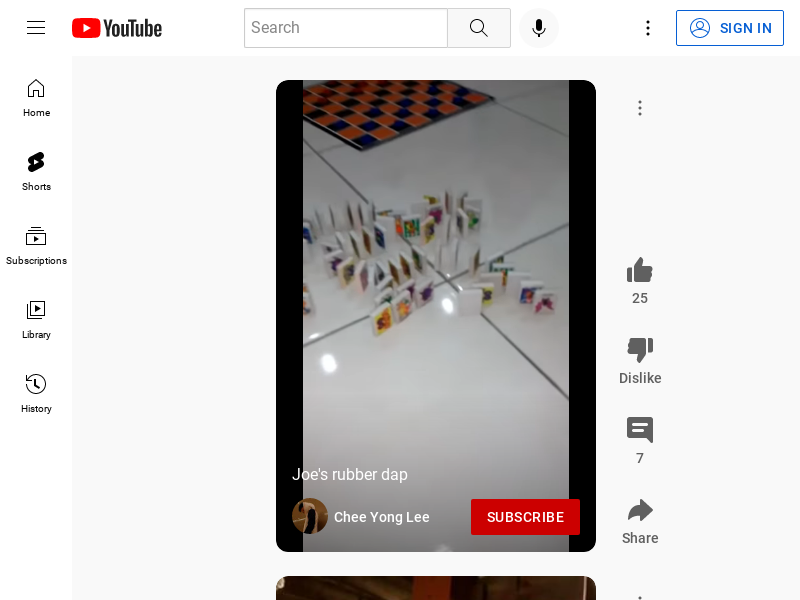 YouTube
Search
SIGN IN
Home
Shorts
Subscriptions
Library
History
Joe's rubber dap
Chee Yong Lee
SUBSCRIBE
25
Dislike
7
Share